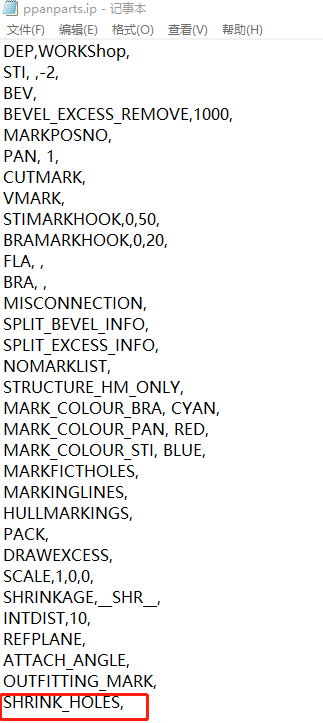 ppanparts.ip - 记事本
文件(F) 编辑(E) 格式(O) 查看(V) 帮助(H)
DEP,WORKShop,
STI, ,-2,
BEV,
BEVEL_EXCESS_REMOVE,1000,
MARKPOSNO,
PAN, 1,
CUTMARK,
VMARK,
STIMARKHOOK,0,50,
BRAMARKHOOK,0,20,
FLA, ,
BRA, ,
MISCONNECTION,
SPLIT_BEVEL_INFO,
SPLIT_EXCESS_INFO,
NOMARKLIST,
STRUCTURE_HM_ONLY,
MARK_COLOUR_BRA, CYAN,
MARK_COLOUR_PAN, RED,
MARK_COLOUR_STI, BLUE,
MARKFICTHOLES,
MARKINGLINES,
HULLMARKINGS,
PACK,
DRAWEXCESS,
SCALE,1,0,0,
SHRINKAGE,__SHR__,
INTDIST,10,
REFPLANE,
ATTACH_ANGLE,
OUTFITTING_MARK,
SHRINK_HOLES,